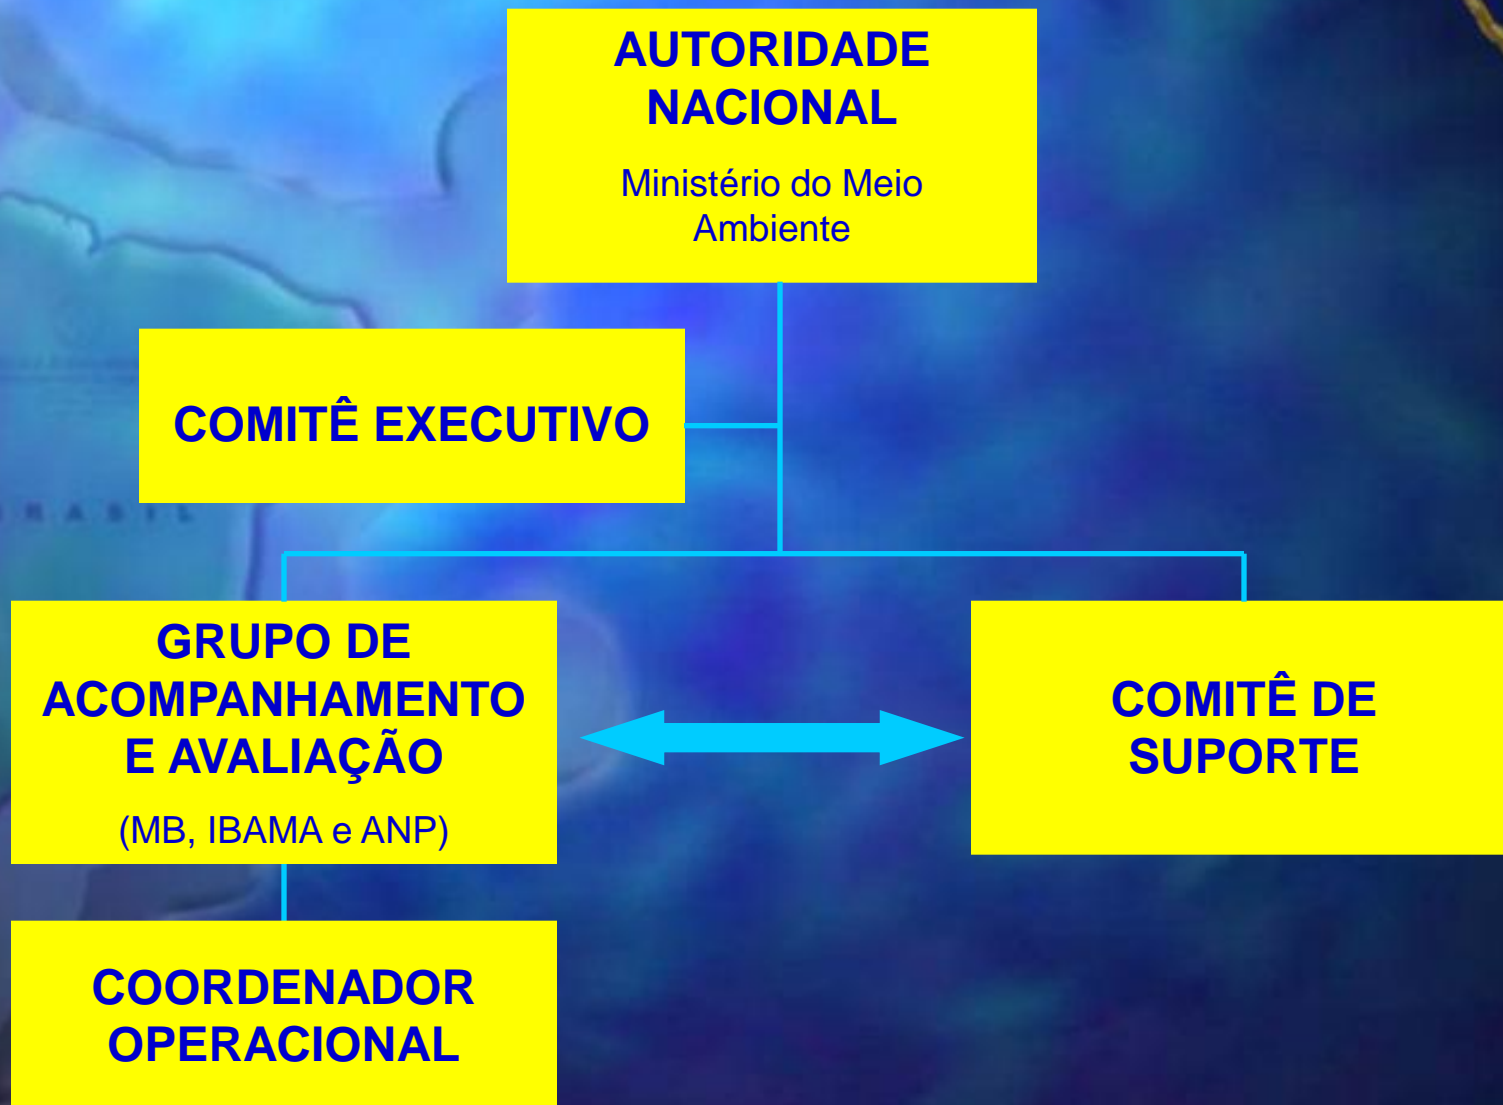 AUTORIDADE
NACIONAL
Ministério do Meio
Ambiente
COMITÊ EXECUTIVO
BRASIL
GRUPO DE
ACOMPANHAMENTO
E AVALIAÇÃO
(MB, IBAMA e ANP)
COMITÊ DE
SUPORTE
COORDENADOR
OPERACIONAL